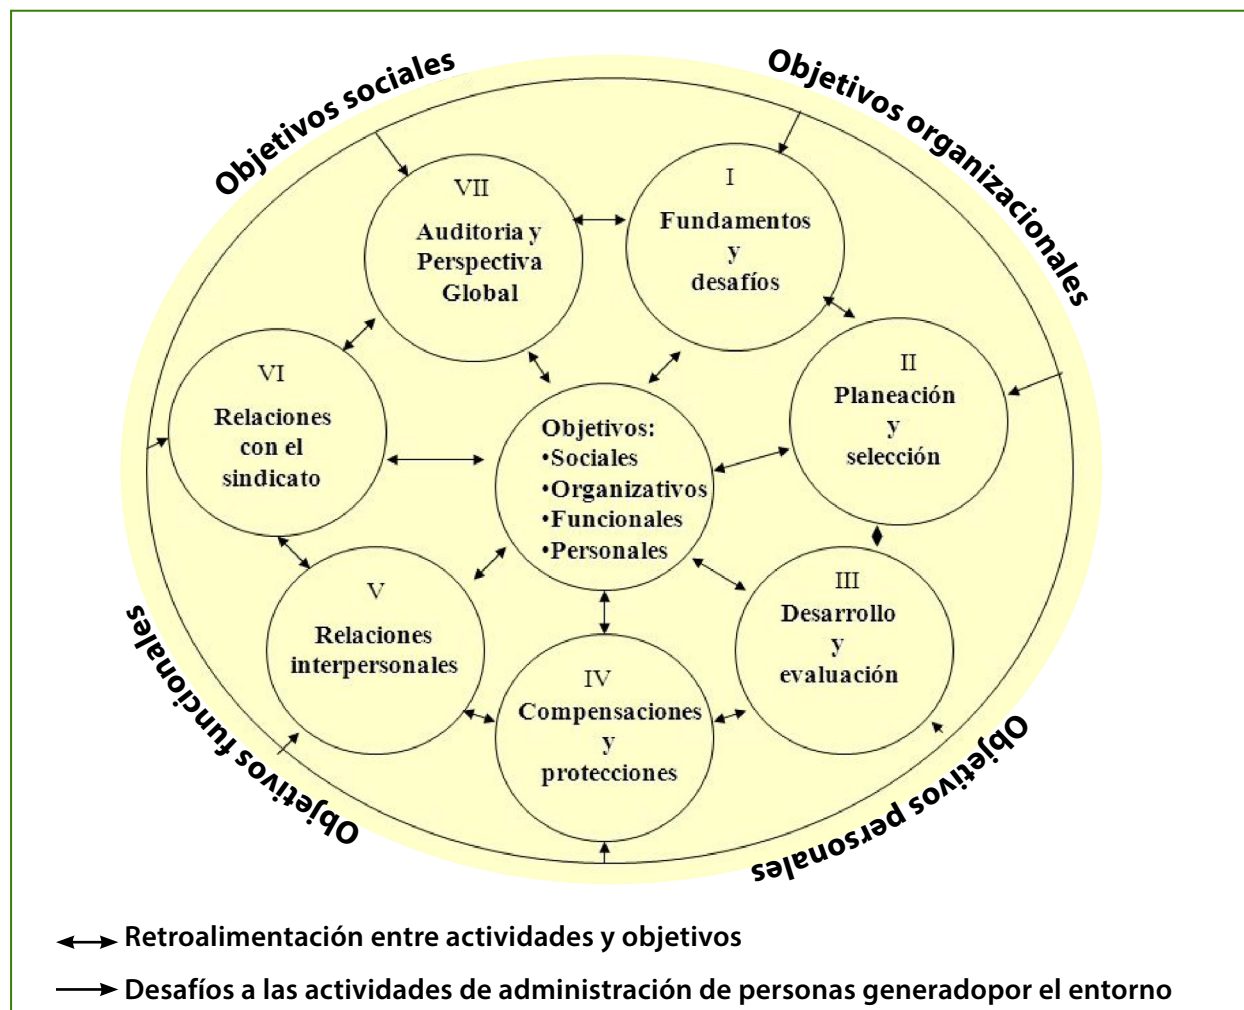 Objetivos sociales
Objetivos organizacionales
VII
Auditoria y
Perspectiva
Global
I
Fundamentos
y
desafíos
VI
Relaciones
con el
sindicato
II
Planeación
y
selección
Objetivos:
•Sociales
•Organizativos
•Funcionales
•Personales
V
Relaciones
interpersonales
III
Desarrollo
y
evaluación
IV
Compensaciones
y
protecciones
Objetivos funcionales
Objetivos personales
Retroalimentación entre actividades y objetivos
Desafíos a las actividades de administración de personas generadopor el entorno